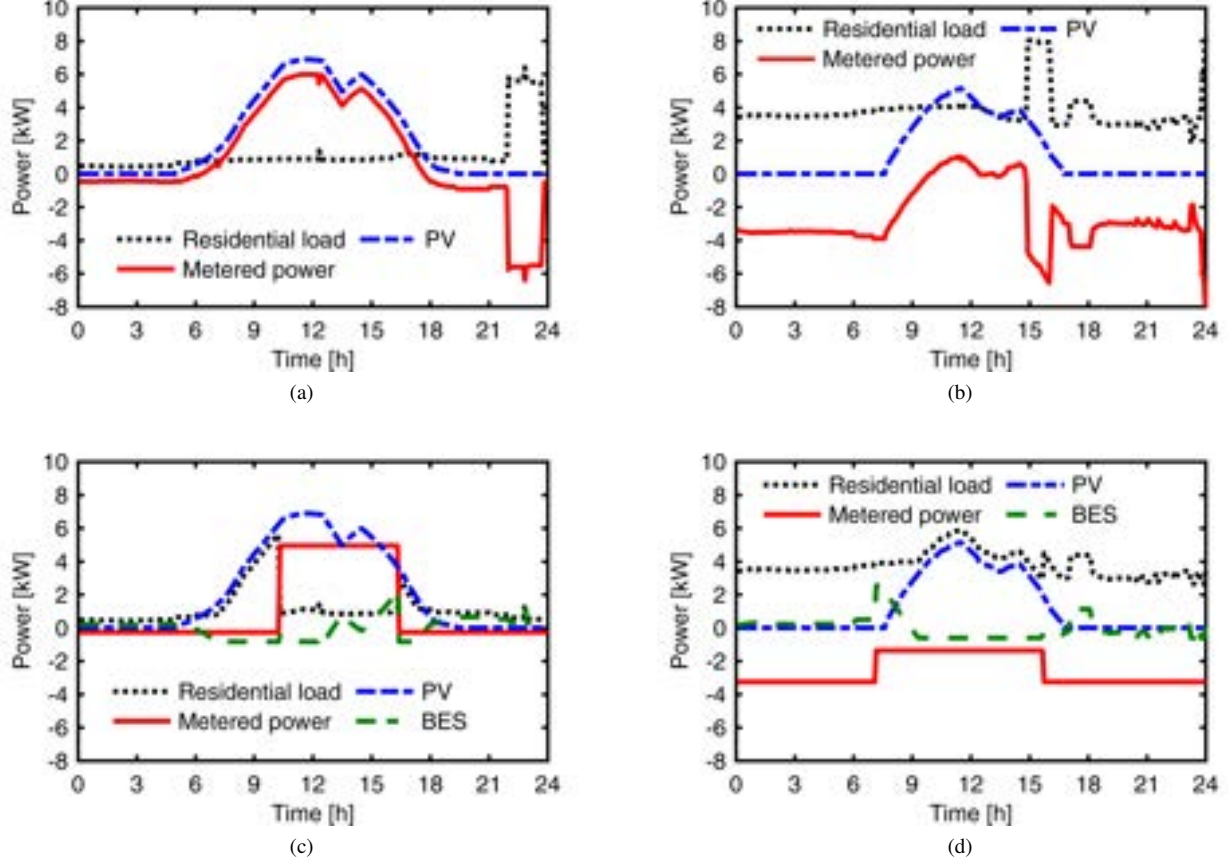 10
8
6
4
2
0
-2
-4
-6
-8
Power [kW]
Residential load
PV
Metered power
0 3 6 9 12 15 18 21 24
Time [h]
(a)
10
8
6
4
2
0
-2
-4
-6
-8
Power [kW]
Residential load
PV
Metered power
0 3 6 9 12 15 18 21 24
Time [h]
(b)
10
8
6
4
2
0
-2
-4
-6
-8
Power [kW]
Residential load
PV
Metered power
BES
0 3 6 9 12 15 18 21 24
Time [h]
(c)
10
8
6
4
2
0
-2
-4
-6
-8
Power [kW]
Residential load
PV
Metered power
BES
0 3 6 9 12 15 18 21 24
Time [h]
(d)